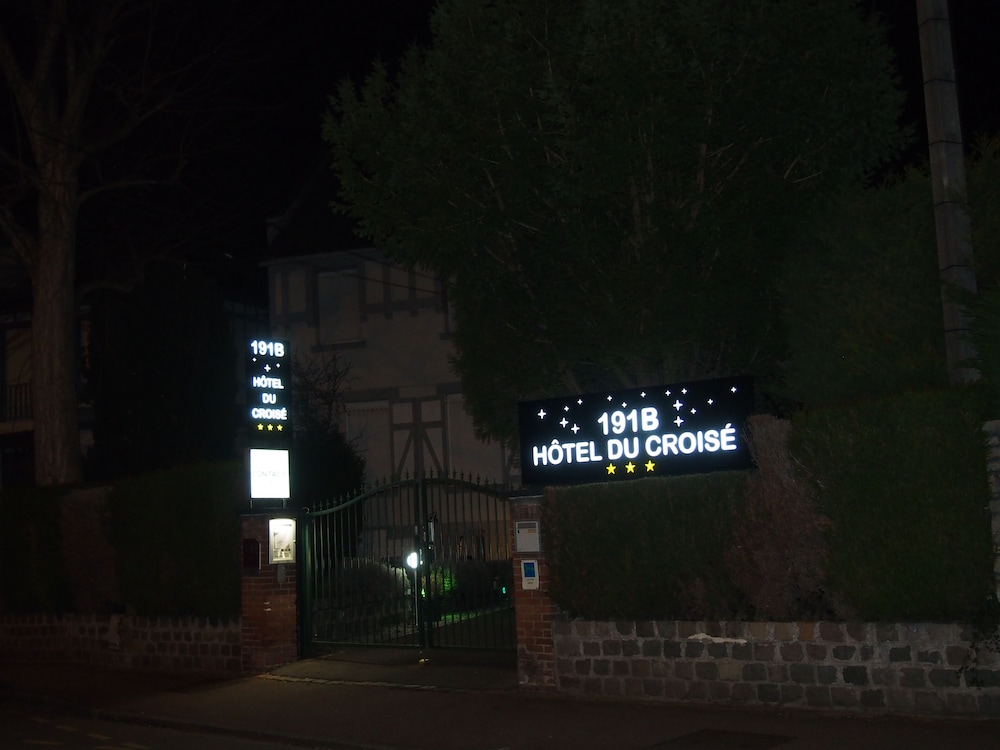 191B
HÔTEL
DU
CROISÉ
191B
HÔTEL DU CROISÉ